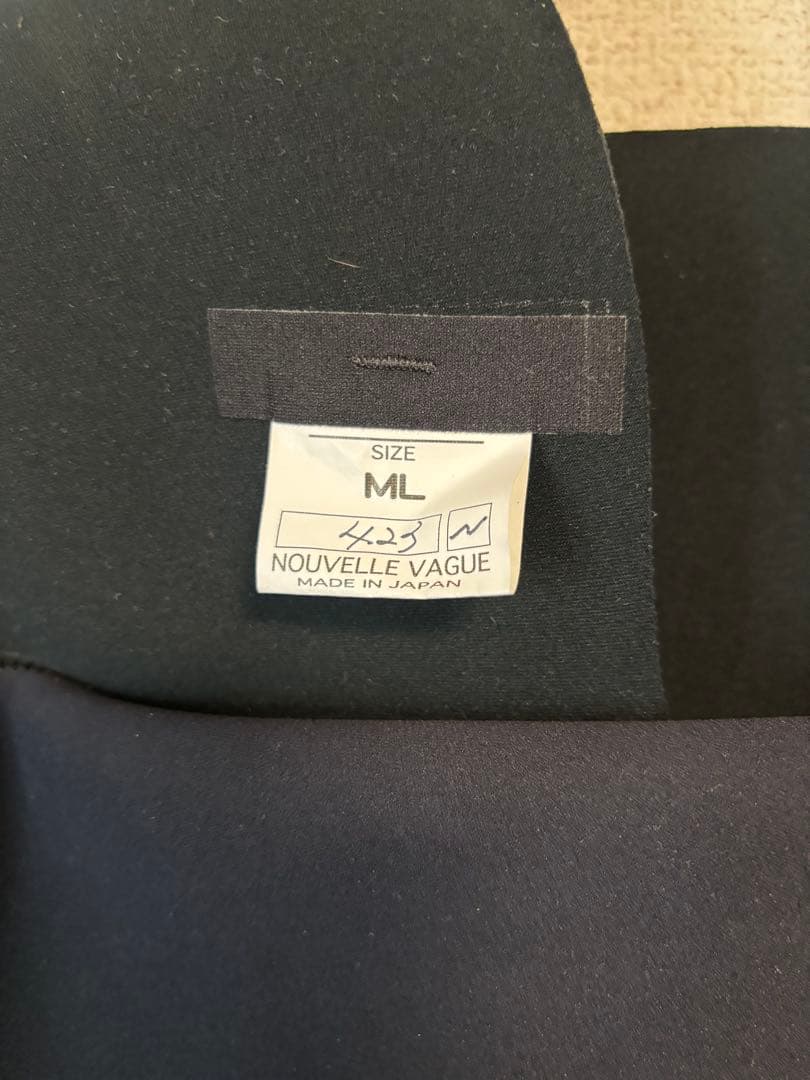 SIZE
ML
423 N
NOUVELLE VAGUE
MADE IN JAPAN